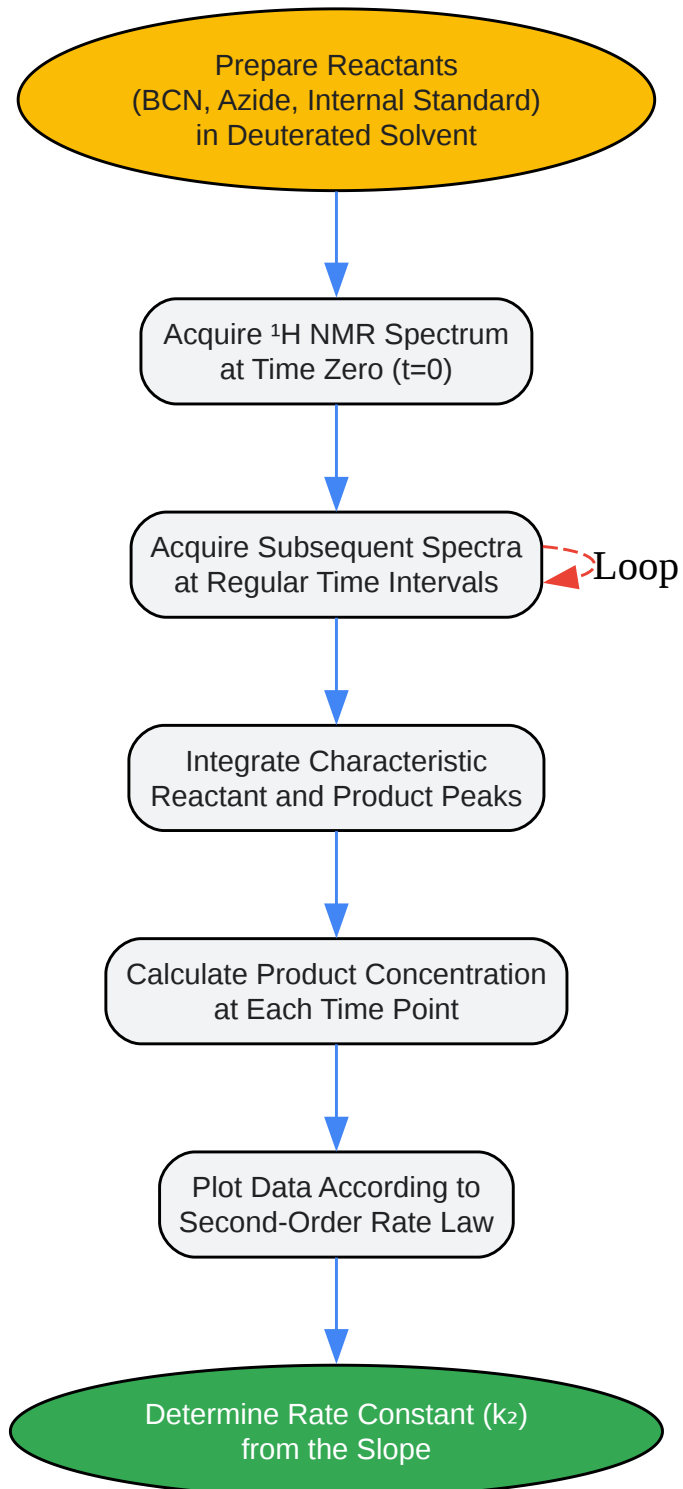 Prepare Reactants
(BCN, Azide, Internal Standard)
in Deuterated Solvent
Acquire ¹H NMR Spectrum
at Time Zero (t=0)
Acquire Subsequent Spectra
at Regular Time Intervals
Loop
Integrate Characteristic
Reactant and Product Peaks
Calculate Product Concentration
at Each Time Point
Plot Data According to
Second-Order Rate Law
Determine Rate Constant (k₂)
from the Slope